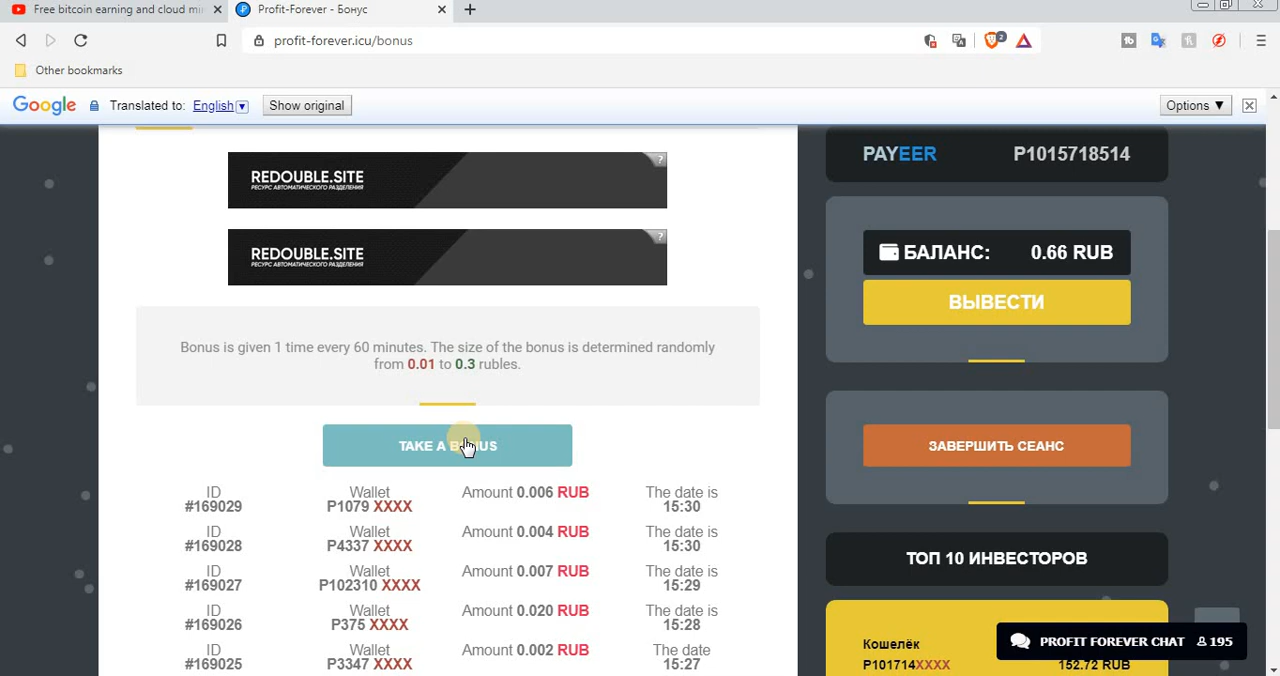 Free bitcoin earning and cloud mi
Profit-Forever - Бонус
profit-forever.icu/bonus
2
Other bookmarks
Google Translated to: English Show original
Options ▼
REDOUBLE.SITE
РЕСУРС АВТОМАТИЧЕСКОГО РАЗДЕЛЕНИЯ
?
REDOUBLE.SITE
РЕСУРС АВТОМАТИЧЕСКОГО РАЗДЕЛЕНИЯ
?
Bonus is given 1 time every 60 minutes. The size of the bonus is determined randomly
from 0.01 to 0.3 rubles.
TAKE A BONUS
ID Wallet Amount 0.006 RUB The date is
#169029 P1079 XXXX 15:30
ID Wallet Amount 0.004 RUB The date is
#169028 P4337 XXXX 15:30
ID Wallet Amount 0.007 RUB The date is
#169027 P102310 XXXX 15:29
ID Wallet Amount 0.020 RUB The date is
#169026 P375 XXXX 15:28
ID Wallet Amount 0.002 RUB The date
#169025 P3347 XXXX 15:27
PAYEER P1015718514
БАЛАНС: 0.66 RUB
ВЫВЕСТИ
ЗАВЕРШИТЬ СЕАНС
ТОП 10 ИНВЕСТОРОВ
Кошелёк
P101714XXXX 152.72 RUB
PROFIT FOREVER CHAT 195